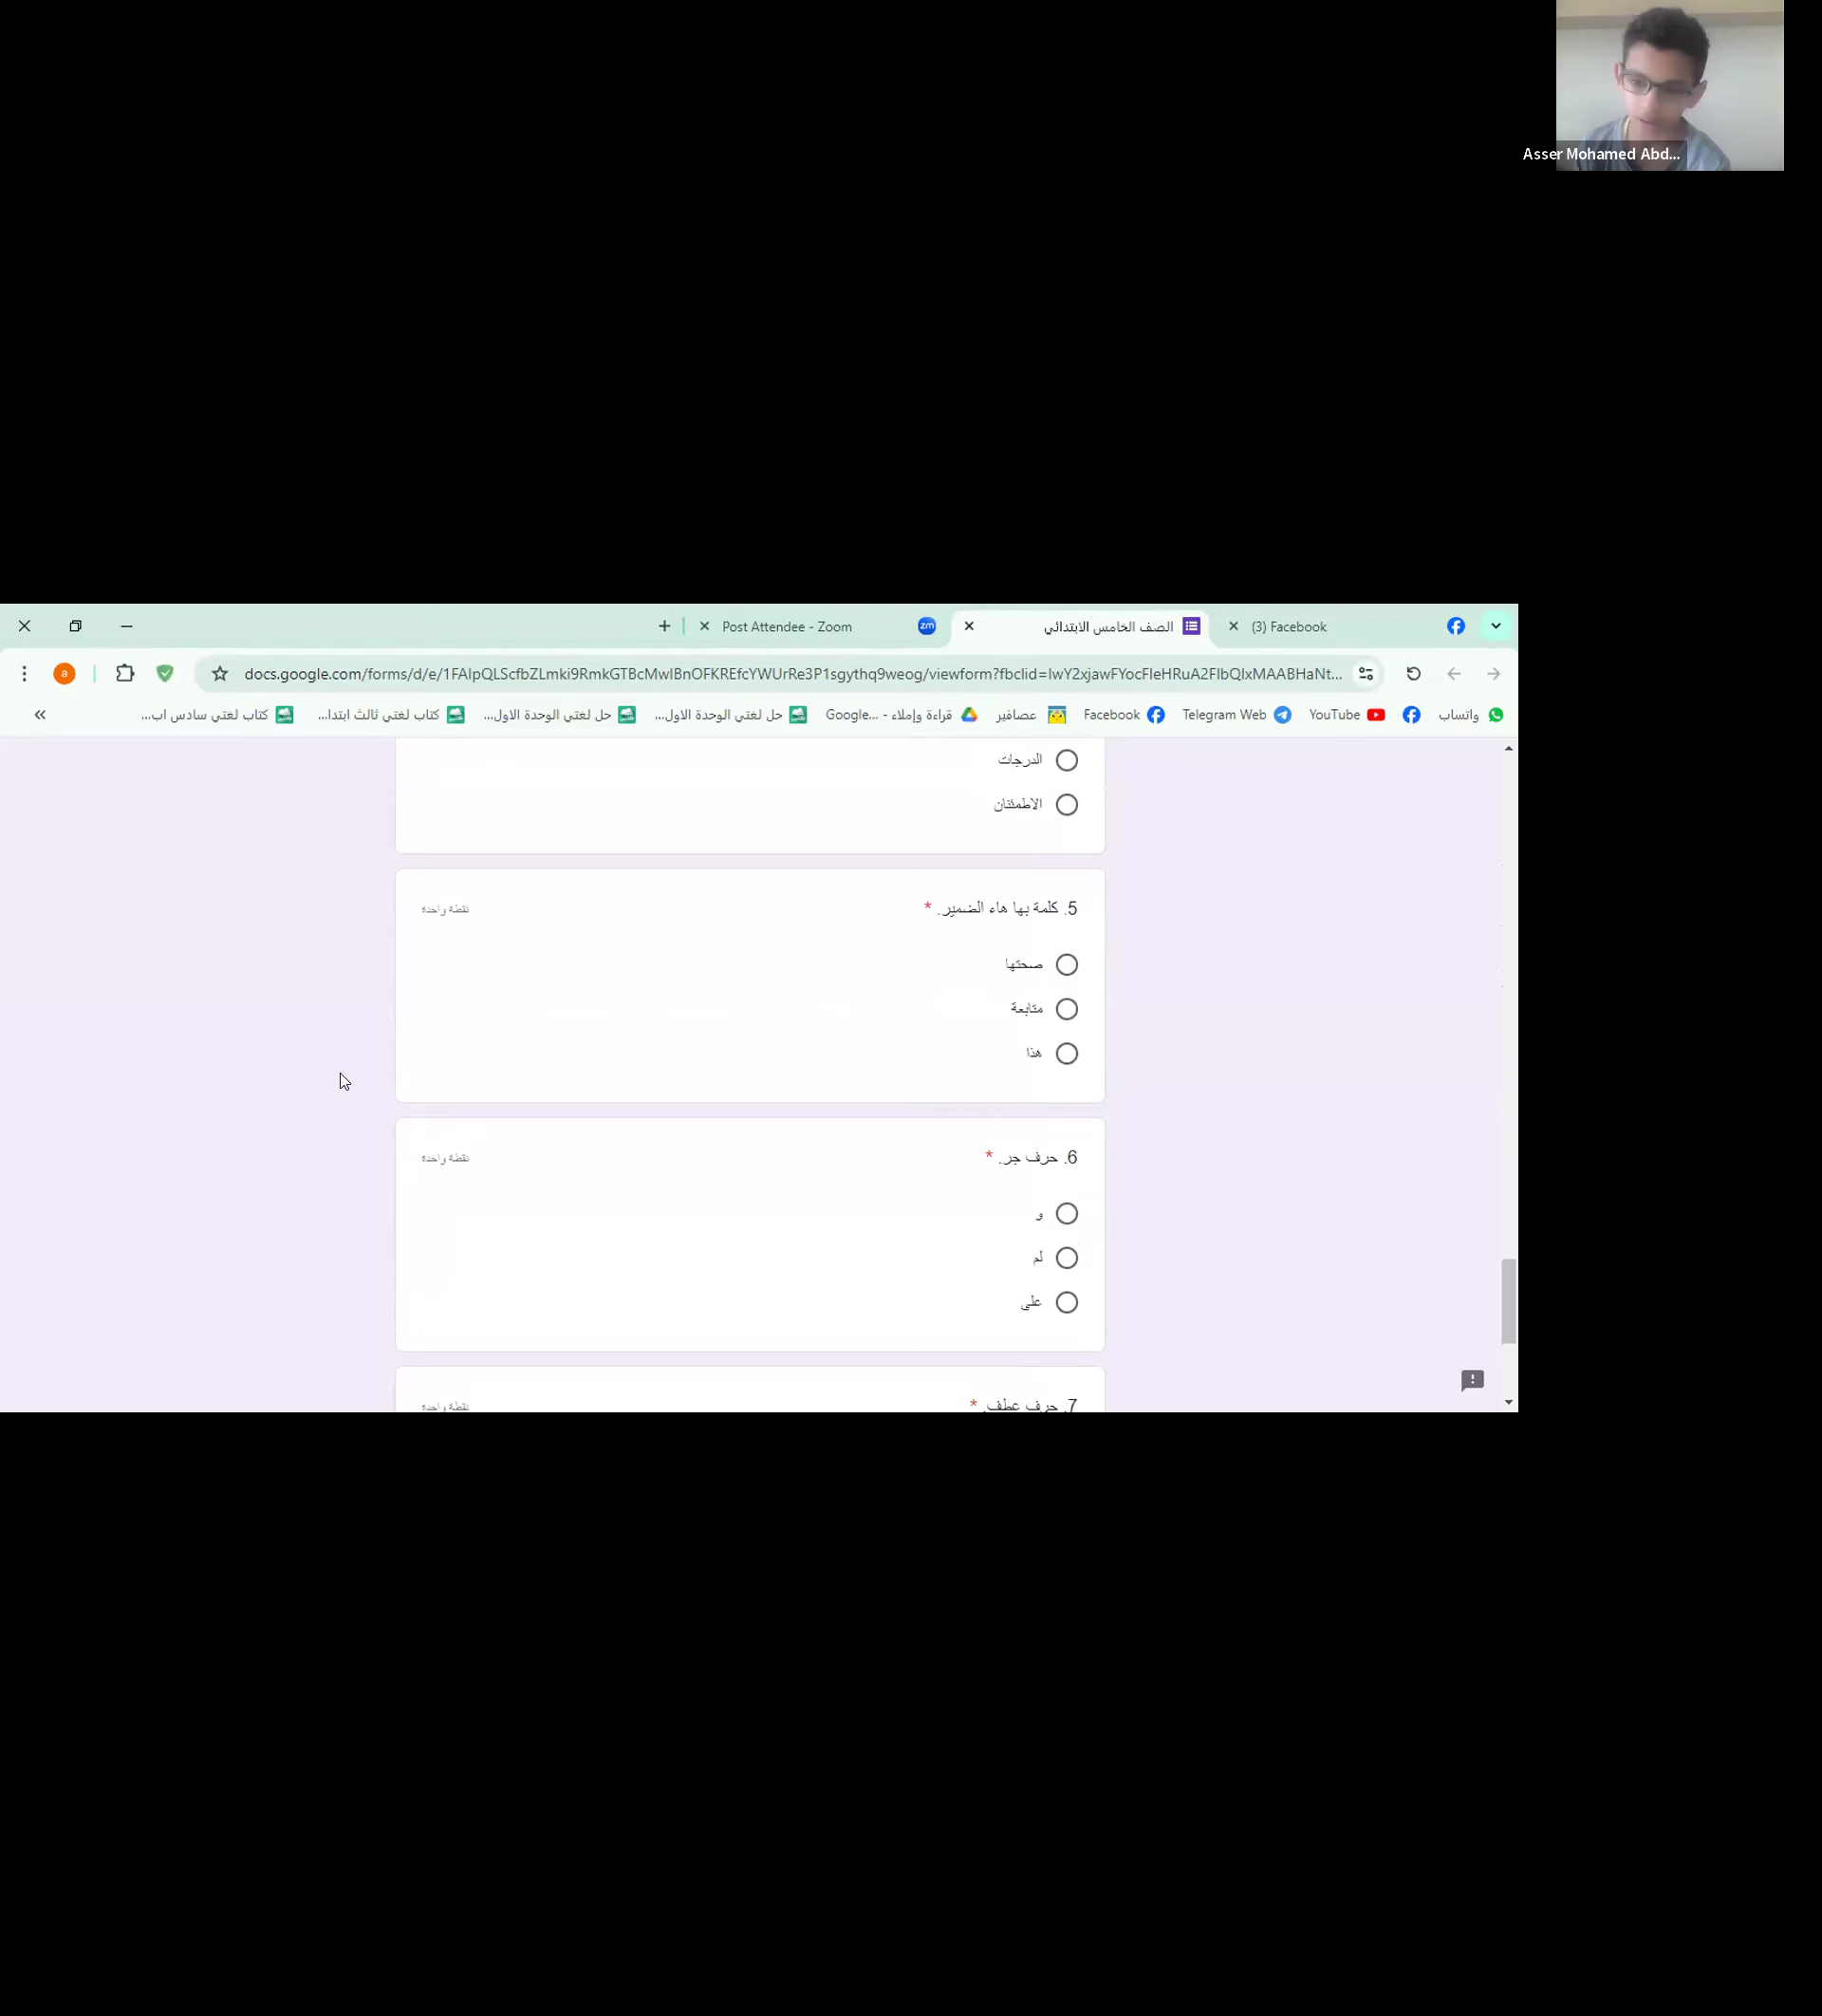 Asser Mohamed Abd...
(3) Facebook
الصف الخامس الابتدائي
Post Attendee - Zoom
zm
docs.google.com/forms/d/e/1FAIpQLScfbZLmki9RmkGTBcMwIBnOFKREfcYWUrRe3P1sgythq9weog/viewform?fbclid=IwY2xjawFYocFleHRuA2FlbQIxMAABHaNt...
a
واتساب
YouTube
Telegram Web
Facebook
عصافير
قراءة وإملاء - Google...
حل لغتي الوحدة الاول...
حل لغتي الوحدة الاول...
كتاب لغتي ثالث ابتدا...
كتاب لغتي سادس اب...
الدرجات
الاطمئنان
5. كلمة بها هاء الضمير. *
نقطة واحدة
صحتها
متابعة
هذا
6. حرف جر. *
نقطة واحدة
و
لم
على
7. حرف عطف. *
نقطة واحدة